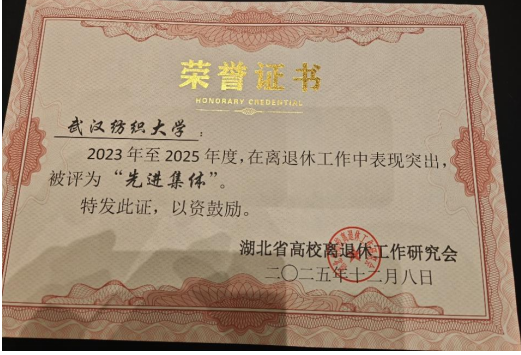 荣誉证书
HONORARY CREDENTIAL
武汉纺织大学：
2023年至2025年度，在离退休工作中表现突出，
被评为“先进集体”。
特发此证，以资鼓励。
湖北省高校离退休工作研究会
二〇二五年十二月八日